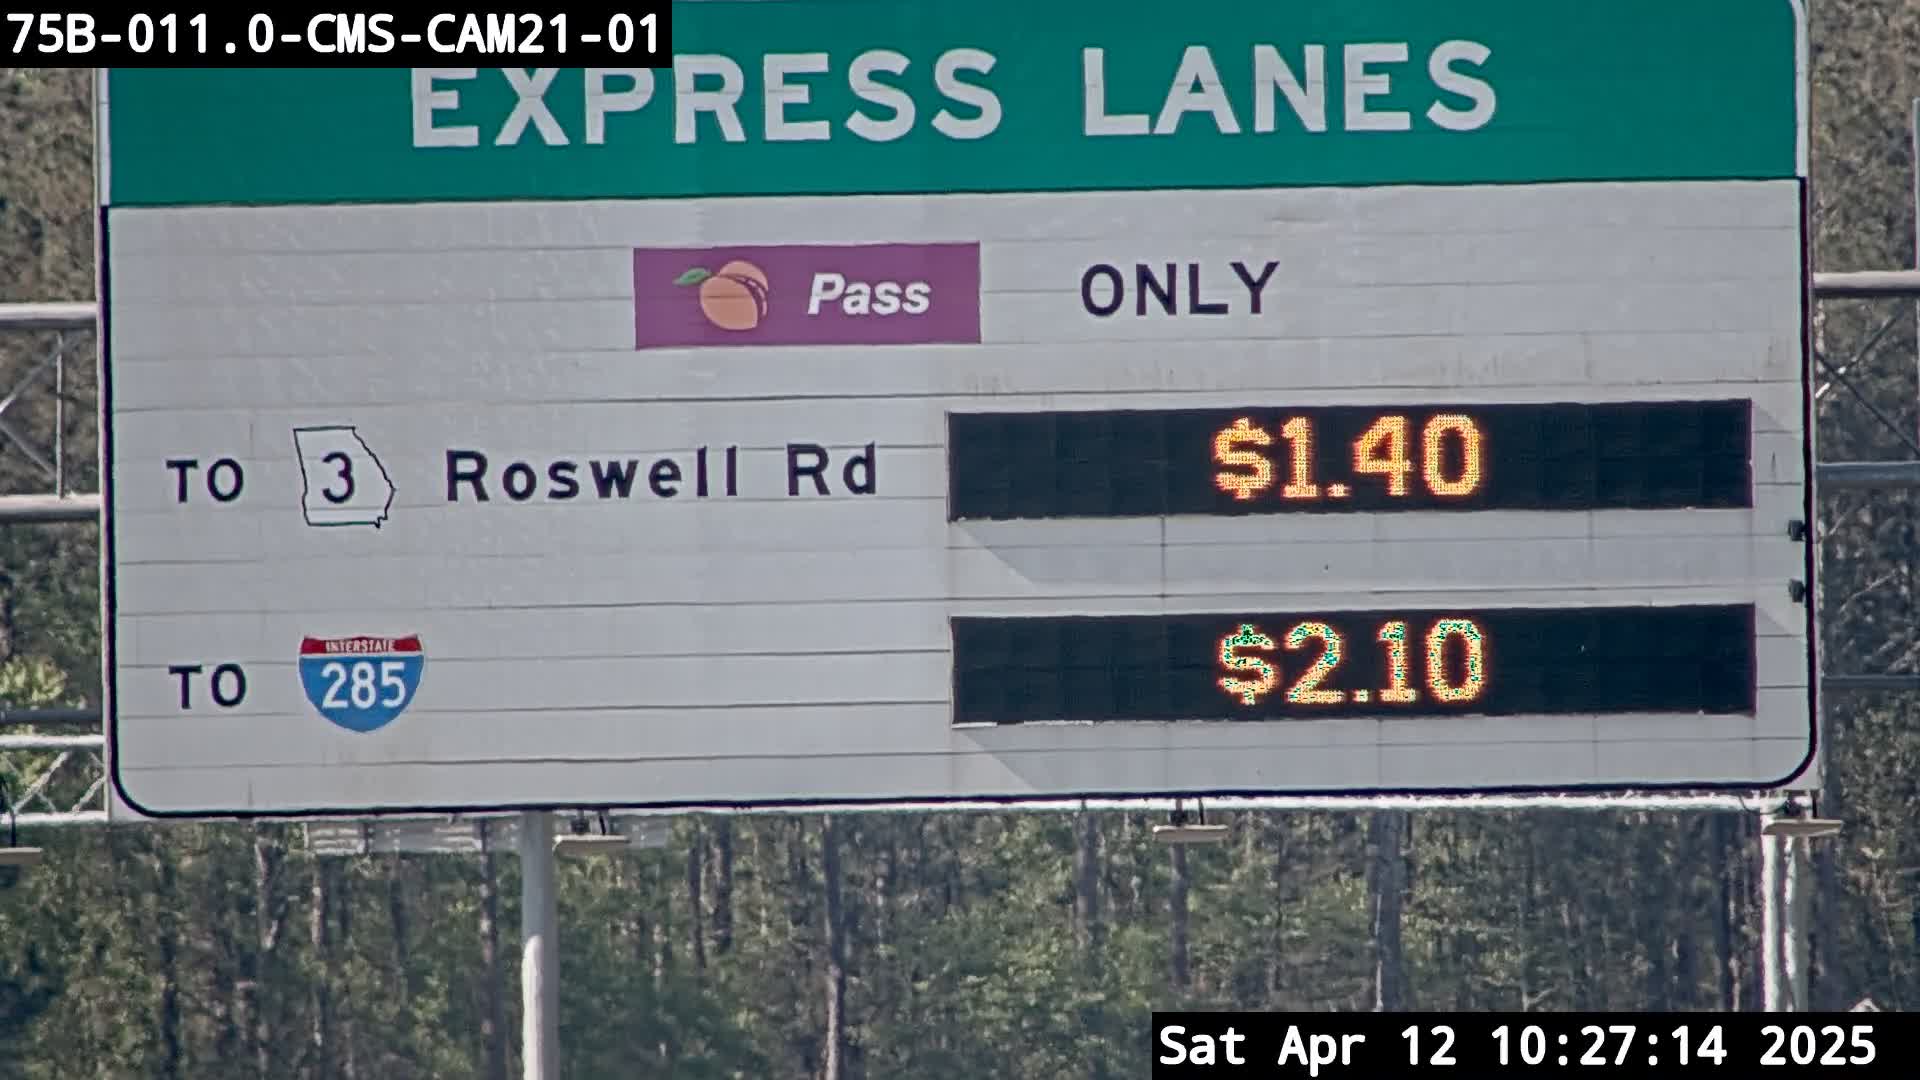 75B-011.0-CMS-CAM21-01
EXPRESS LANES
Pass ONLY
TO 3 Roswell Rd $1.40
INTERSTATE
TO 285 $2.10
Sat Apr 12 10:27:14 2025